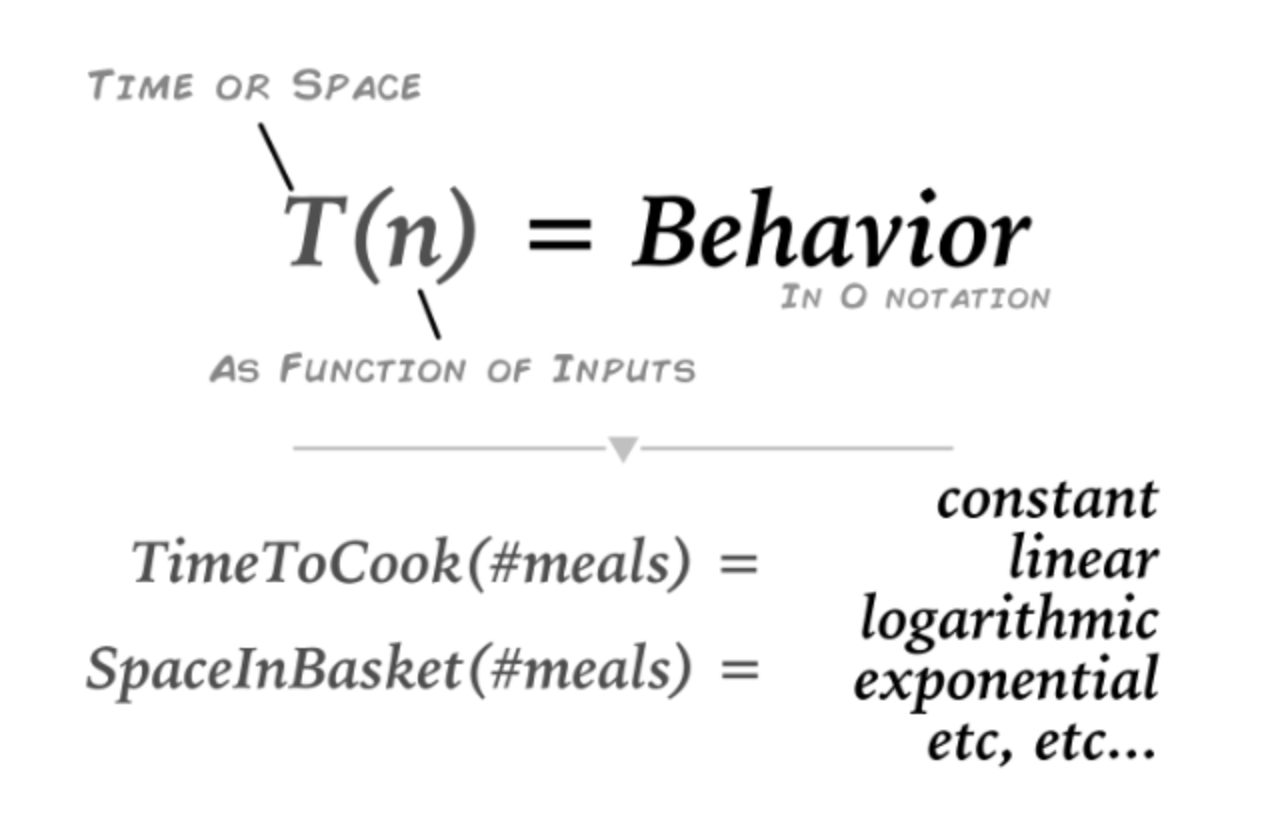 Time or Space
T(n) = Behavior
In O notation
As Function of Inputs
constant
TimeToCook(#meals) = linear
logarithmic
SpaceInBasket(#meals) = exponential
etc, etc...